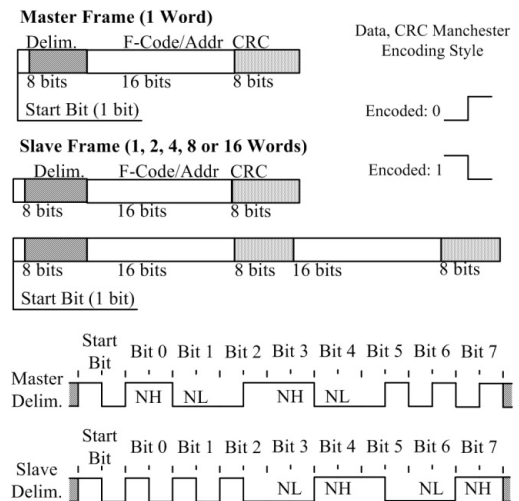 Master Frame (1 Word)
Delim. F-Code/Addr CRC
8 bits 16 bits 8 bits
Start Bit (1 bit)
Data, CRC Manchester
Encoding Style
Encoded: 0
Encoded: 1
Slave Frame (1, 2, 4, 8 or 16 Words)
Delim. F-Code/Addr CRC
8 bits 16 bits 8 bits
8 bits 16 bits 8 bits 16 bits 8 bits
Start Bit (1 bit)
Start Bit Bit 0 Bit 1 Bit 2 Bit 3 Bit 4 Bit 5 Bit 6 Bit 7
Master Delim. NH NL NH NL
Start Bit Bit 0 Bit 1 Bit 2 Bit 3 Bit 4 Bit 5 Bit 6 Bit 7
Slave Delim. NL NH NL NH